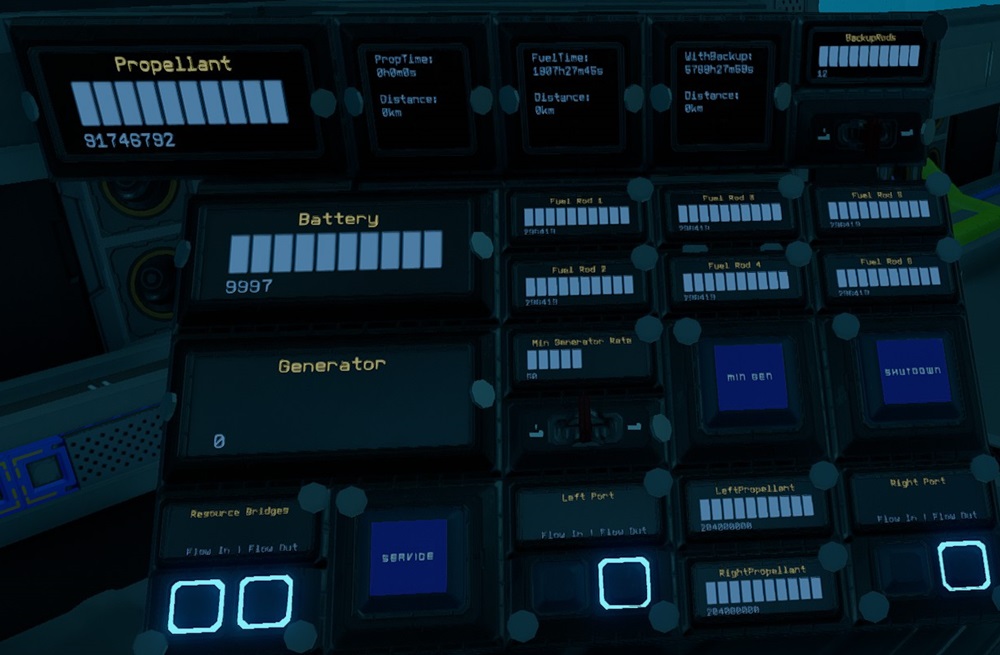 Propellant
91746792
PropTime:
0h0m0s
Distance:
0km
FuelTime:
1907h27m45s
Distance:
0km
WithBackup:
Distance:
0km
BackupRods
12
Battery
9997
Fuel Rod 1
Fuel Rod 3
Fuel Rod 5
Fuel Rod 2
Fuel Rod 4
Fuel Rod 6
Generator
0
Min Generator Rate
50
MIN GEN
SHUTDOWN
Resource Bridges
Flow In | Flow Out
SERVICE
Left Port
Flow In | Flow Out
LeftPropellant
204000000
RightPropellant
204000000
Right Port
Flow In | Flow Out